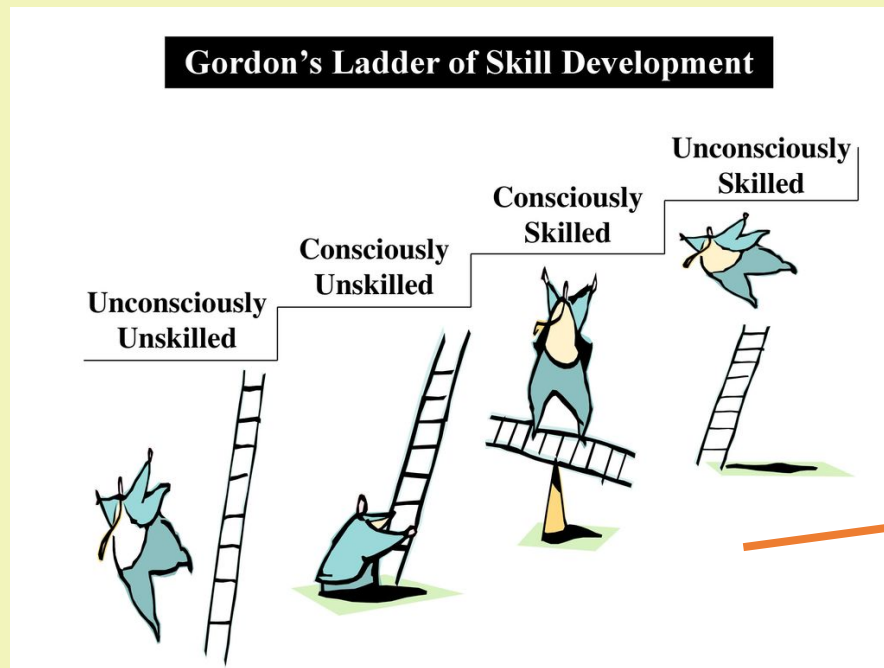 Gordon’s Ladder of Skill Development
Unconsciously
Unskilled
Consciously
Unskilled
Consciously
Skilled
Unconsciously
Skilled